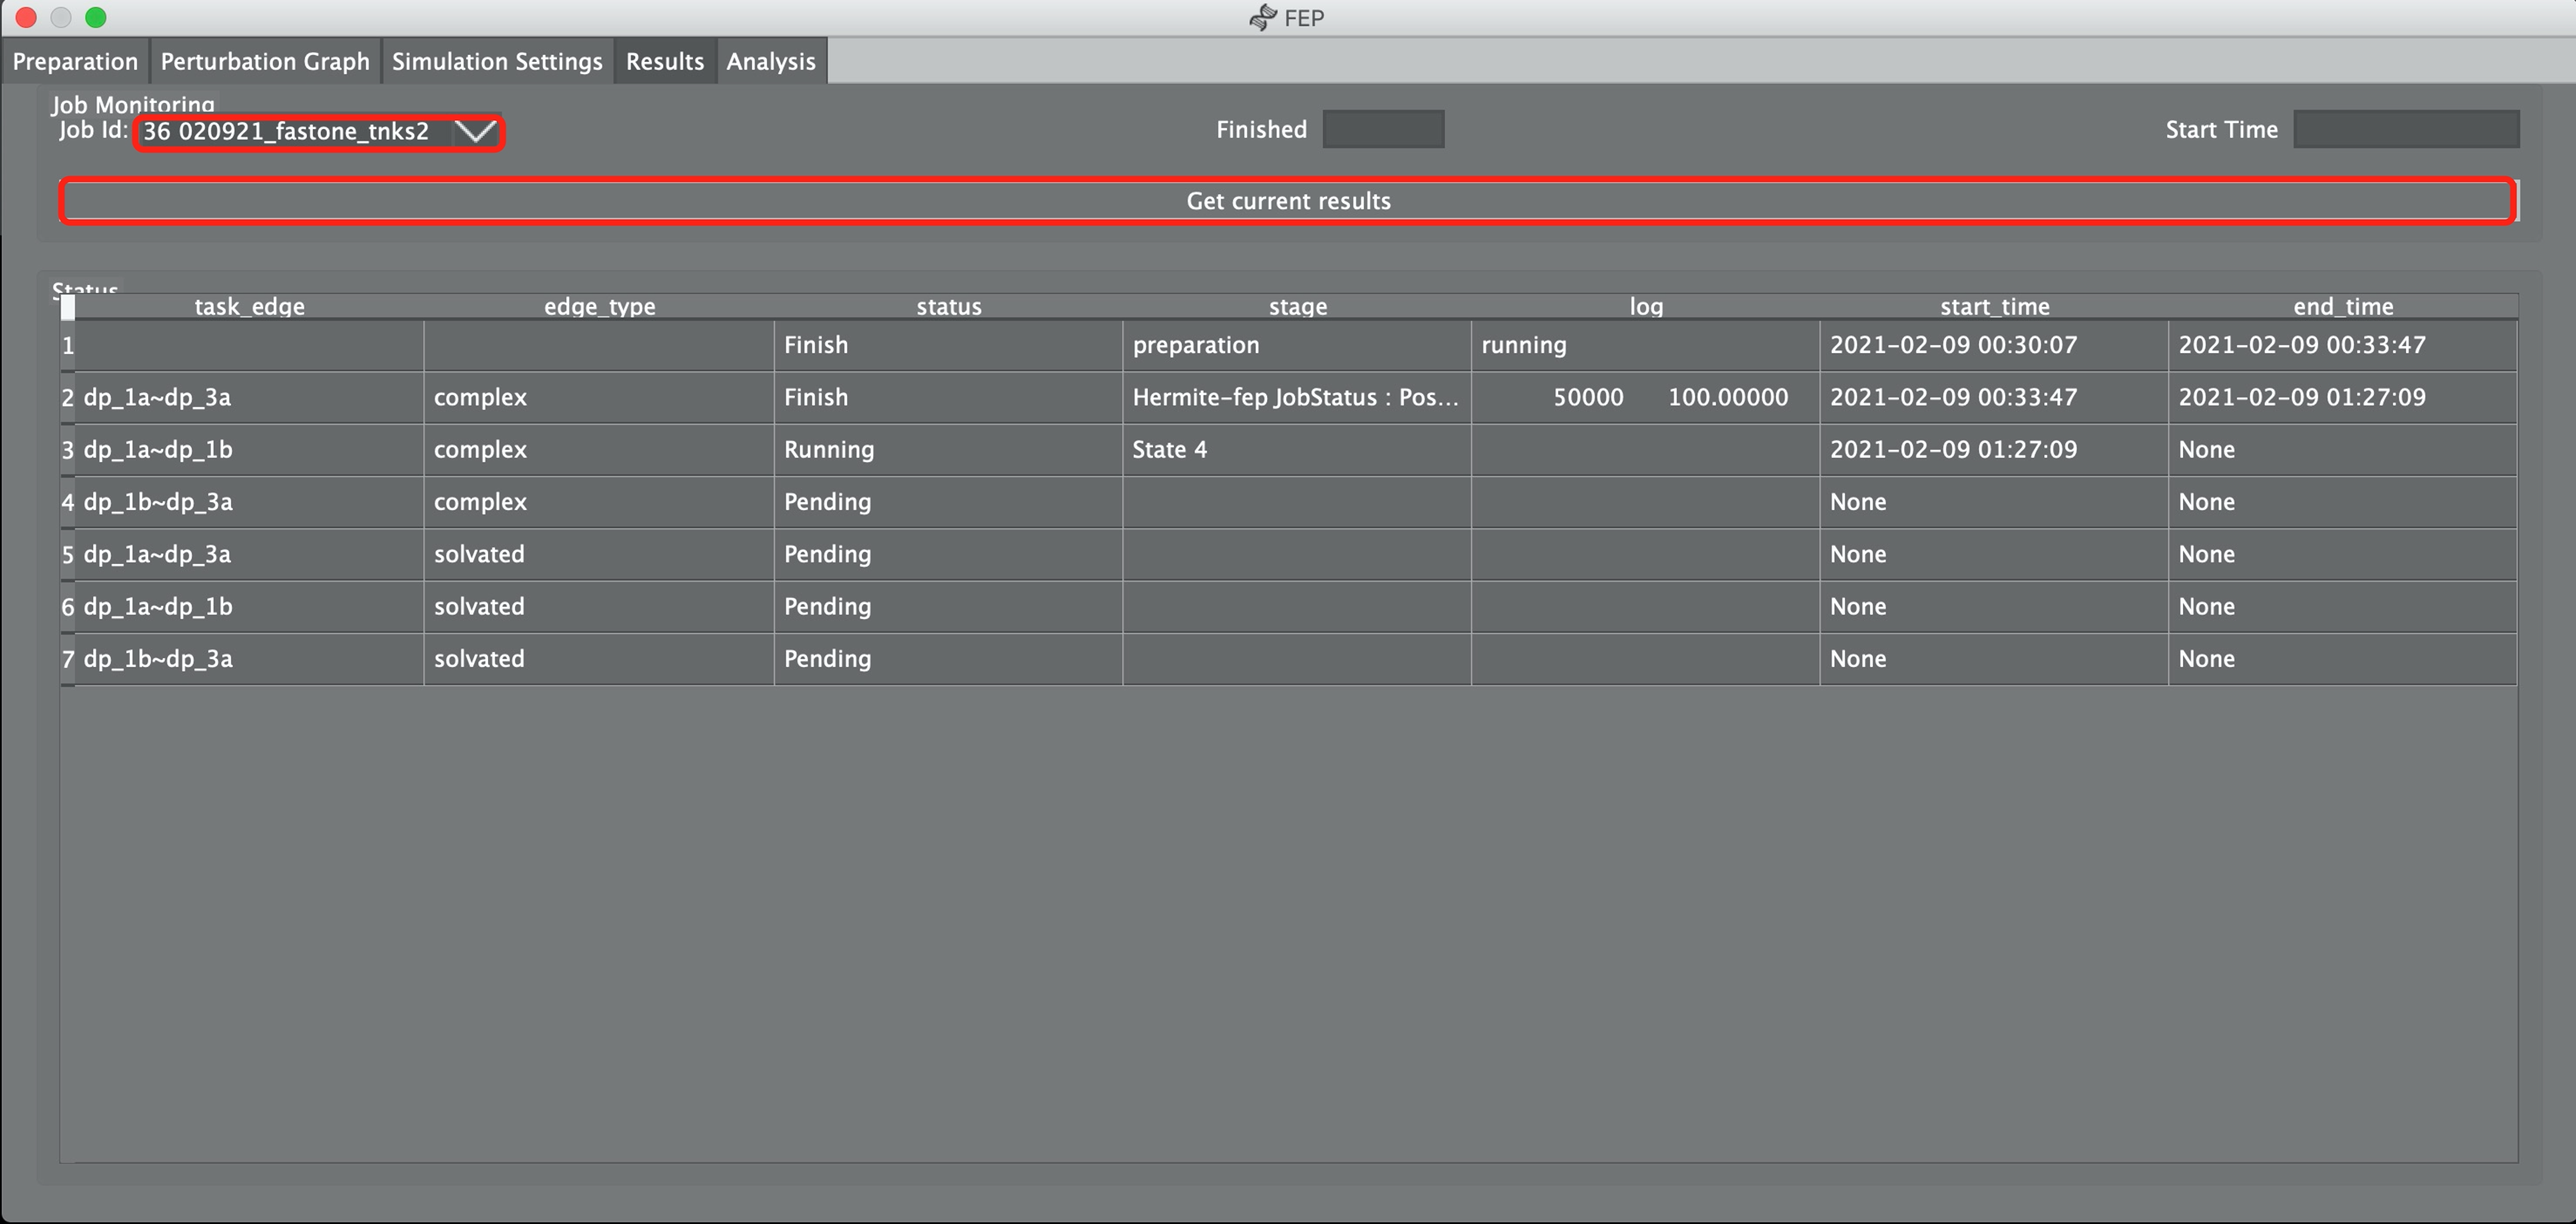 FEP
Preparation Perturbation Graph Simulation Settings Results Analysis
Job Monitoring
Job Id: 36 020921_fastone_tnks2 Finished Start Time
Get current results
Status
task_edge edge_type status stage log start_time end_time
1 Finish preparation running 2021-02-09 00:30:07 2021-02-09 00:33:47
2 dp_1a~dp_3a complex Finish Hermite-fep JobStatus : Pos... 50000 100.00000 2021-02-09 00:33:47 2021-02-09 01:27:09
3 dp_1a~dp_1b complex Running State 4 2021-02-09 01:27:09 None
4 dp_1b~dp_3a complex Pending None None
5 dp_1a~dp_3a solvated Pending None None
6 dp_1a~dp_1b solvated Pending None None
7 dp_1b~dp_3a solvated Pending None None